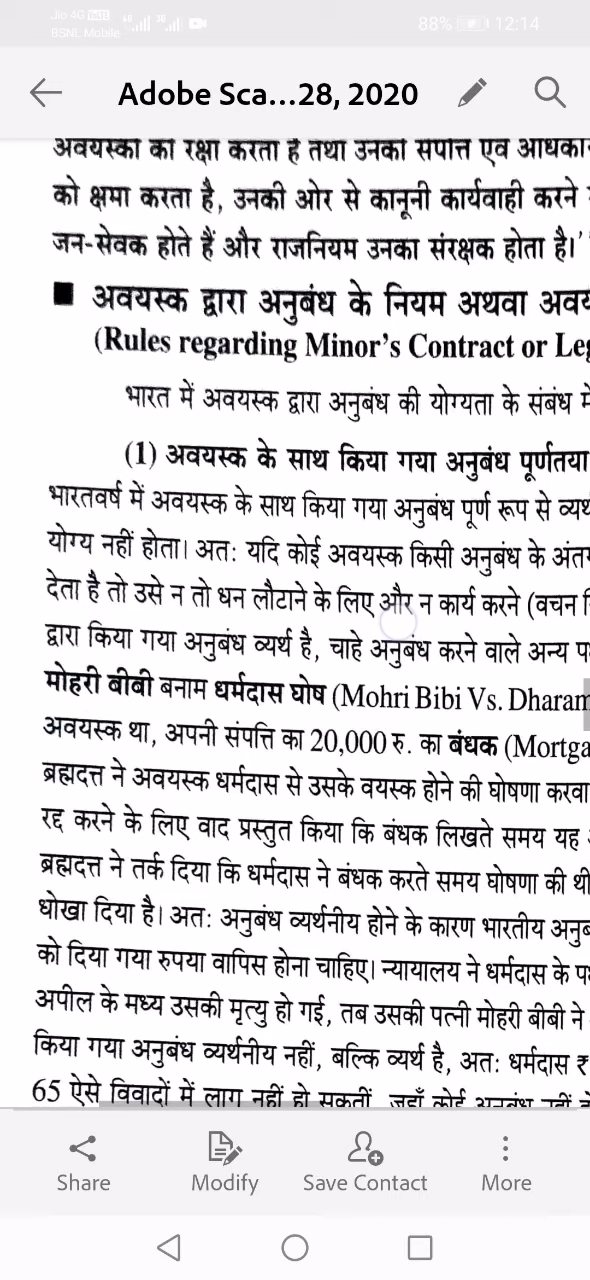 Jio 4G VoLTE
BSNL Mobile
88% 12:14
Adobe Sca...28, 2020
अवयस्कों की रक्षा करता है तथा उनकी संपत्ति एवं
को क्षमा करता है, उनकी ओर से कानूनी कार्यवाही करने
जन-सेवक होते हैं और राजनियम उनका संरक्षक होता है।'
■ अवयस्क द्वारा अनुबंध के नियम अथवा
(Rules regarding Minor's Contract or
भारत में अवयस्क द्वारा अनुबंध की योग्यता के संबंध
(1) अवयस्क के साथ किया गया अनुबंध पूर्णतया
भारतवर्ष में अवयस्क के साथ किया गया अनुबंध पूर्ण रूप से
योग्य नहीं होता। अतः यदि कोई अवयस्क किसी अनुबंध के
देता है तो उसे न तो धन लौटाने के लिए और न कार्य करने (वचन
द्वारा किया गया अनुबंध व्यर्थ है, चाहे अनुबंध करने वाले अन्य
मोहरी बीबी बनाम धर्मदास घोष (Mohri Bibi Vs.
अवयस्क था, अपनी संपत्ति का 20,000 रु. का बंधक
ब्रह्मदत्त ने अवयस्क धर्मदास से उसके वयस्क होने की घोषणा करवा
रद्द करने के लिए वाद प्रस्तुत किया कि बंधक लिखते समय यह
ब्रह्मदत्त ने तर्क दिया कि धर्मदास ने बंधक करते समय घोषणा की थी
धोखा दिया है। अतः अनुबंध व्यर्थनीय होने के कारण भारतीय
को दिया गया रुपया वापिस होना चाहिए। न्यायालय ने धर्मदास के
अपील के मध्य उसकी मृत्यु हो गई, तब उसकी पत्नी मोहरी बीबी ने
किया गया अनुबंध व्यर्थनीय नहीं, बल्कि व्यर्थ है, अतः धर्मदास
65 ऐसे विवादों में लागू नहीं हो सकतीं, जहाँ कोई अनुबंध नहीं
Share Modify Save Contact More